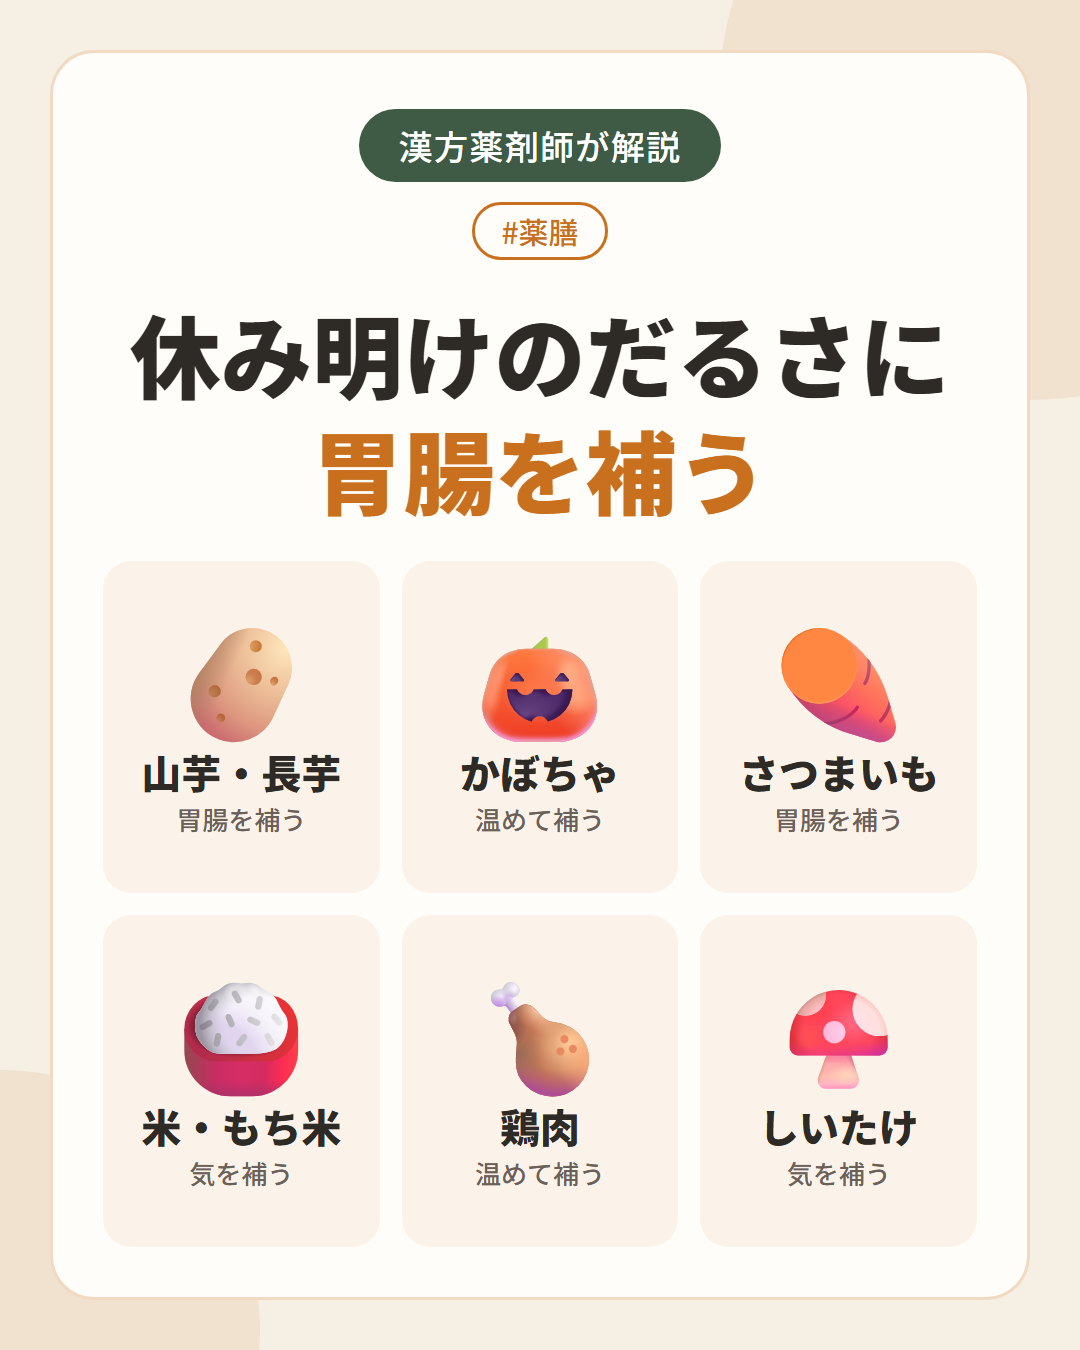 漢方薬剤師が解説
#薬膳
休み明けのだるさに
胃腸を補う
山芋・長芋
胃腸を補う
かぼちゃ
温めて補う
さつまいも
胃腸を補う
米・もち米
気を補う
鶏肉
温めて補う
しいたけ
気を補う